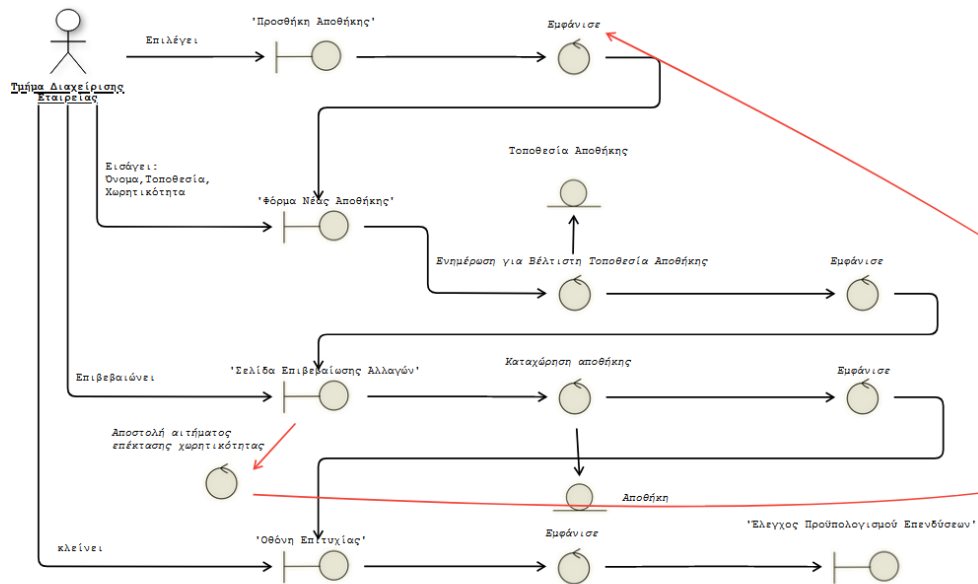 'Προσθήκη Αποθήκης'
Εμφάνισε
Επιλέγει
Τμήμα Διαχείρισης
Εταιρείας
Τοποθεσία Αποθήκης
Εισάγει:
Όνομα,Τοποθεσία,
Χωρητικότητα
'Φόρμα Νέας Αποθήκης'
Ενημέρωση για Βέλτιστη Τοποθεσία Αποθήκης
Εμφάνισε
'Σελίδα Επιβεβαίωσης Αλλαγών'
Καταχώρηση αποθήκης
Εμφάνισε
Επιβεβαιώνει
Αποστολή αιτήματος
επέκτασης χωρητικότητας
Αποθήκη
'Οθόνη Επιτυχίας'
Εμφάνισε
'Έλεγχος Προϋπολογισμού Επενδύσεων'
κλείνει